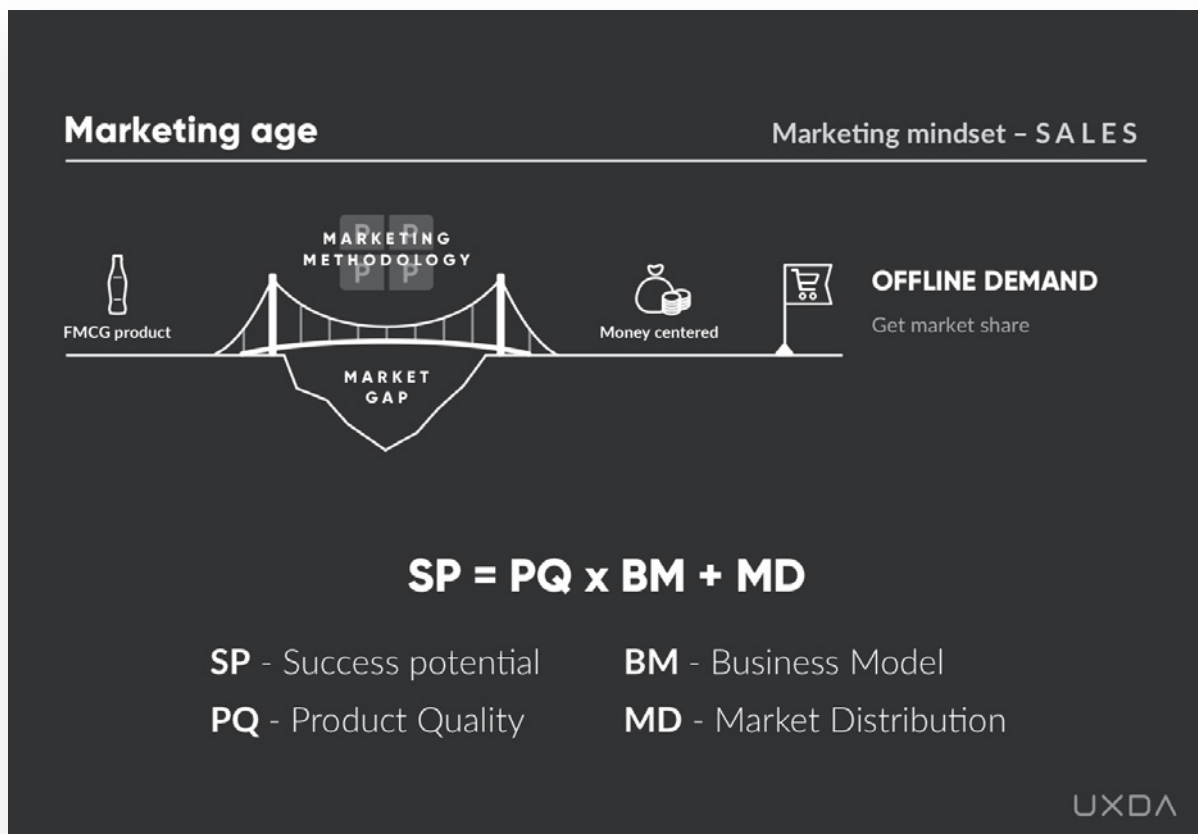 Marketing age
Marketing mindset – SALES
P P
MARKETING
METHODOLOGY
P P
FMCG product
MARKET
GAP
Money centered
OFFLINE DEMAND
Get market share
SP = PQ x BM + MD
SP - Success potential
BM - Business Model
PQ - Product Quality
MD - Market Distribution
UXDA